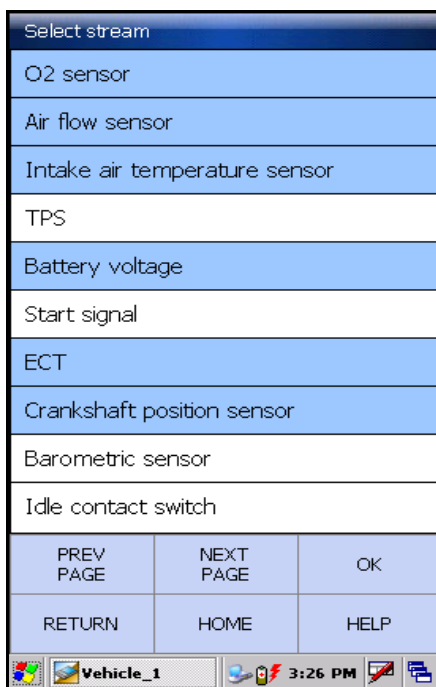 Select stream
O2 sensor
Air flow sensor
Intake air temperature sensor
TPS
Battery voltage
Start signal
ECT
Crankshaft position sensor
Barometric sensor
Idle contact switch
PREV PAGE
NEXT PAGE
OK
RETURN
HOME
HELP
Vehicle_1
3:26 PM